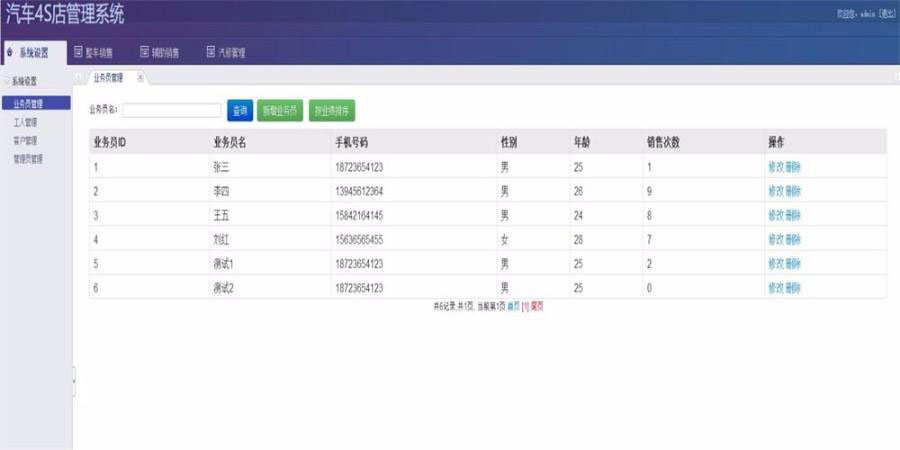 汽车4S店管理系统
欢迎您：admin [退出]
系统设置 整车销售 辅助销售 汽修管理
系统设置 业务员管理
业务员管理
工人管理
客户管理
管理员管理
业务员名： 查询 新增业务员 按业绩排序
业务员ID 业务员名 手机号码 性别 年龄 销售次数 操作
1 张三 18723654123 男 25 1 修改 删除
2 李四 13945612364 男 26 9 修改 删除
3 王五 15842164145 男 24 8 修改 删除
4 刘红 15636565455 女 28 7 修改 删除
5 测试1 18723654123 男 25 2 修改 删除
6 测试2 18723654123 男 25 0 修改 删除
共6记录 共1页, 当前第1页 首页 [1] 尾页